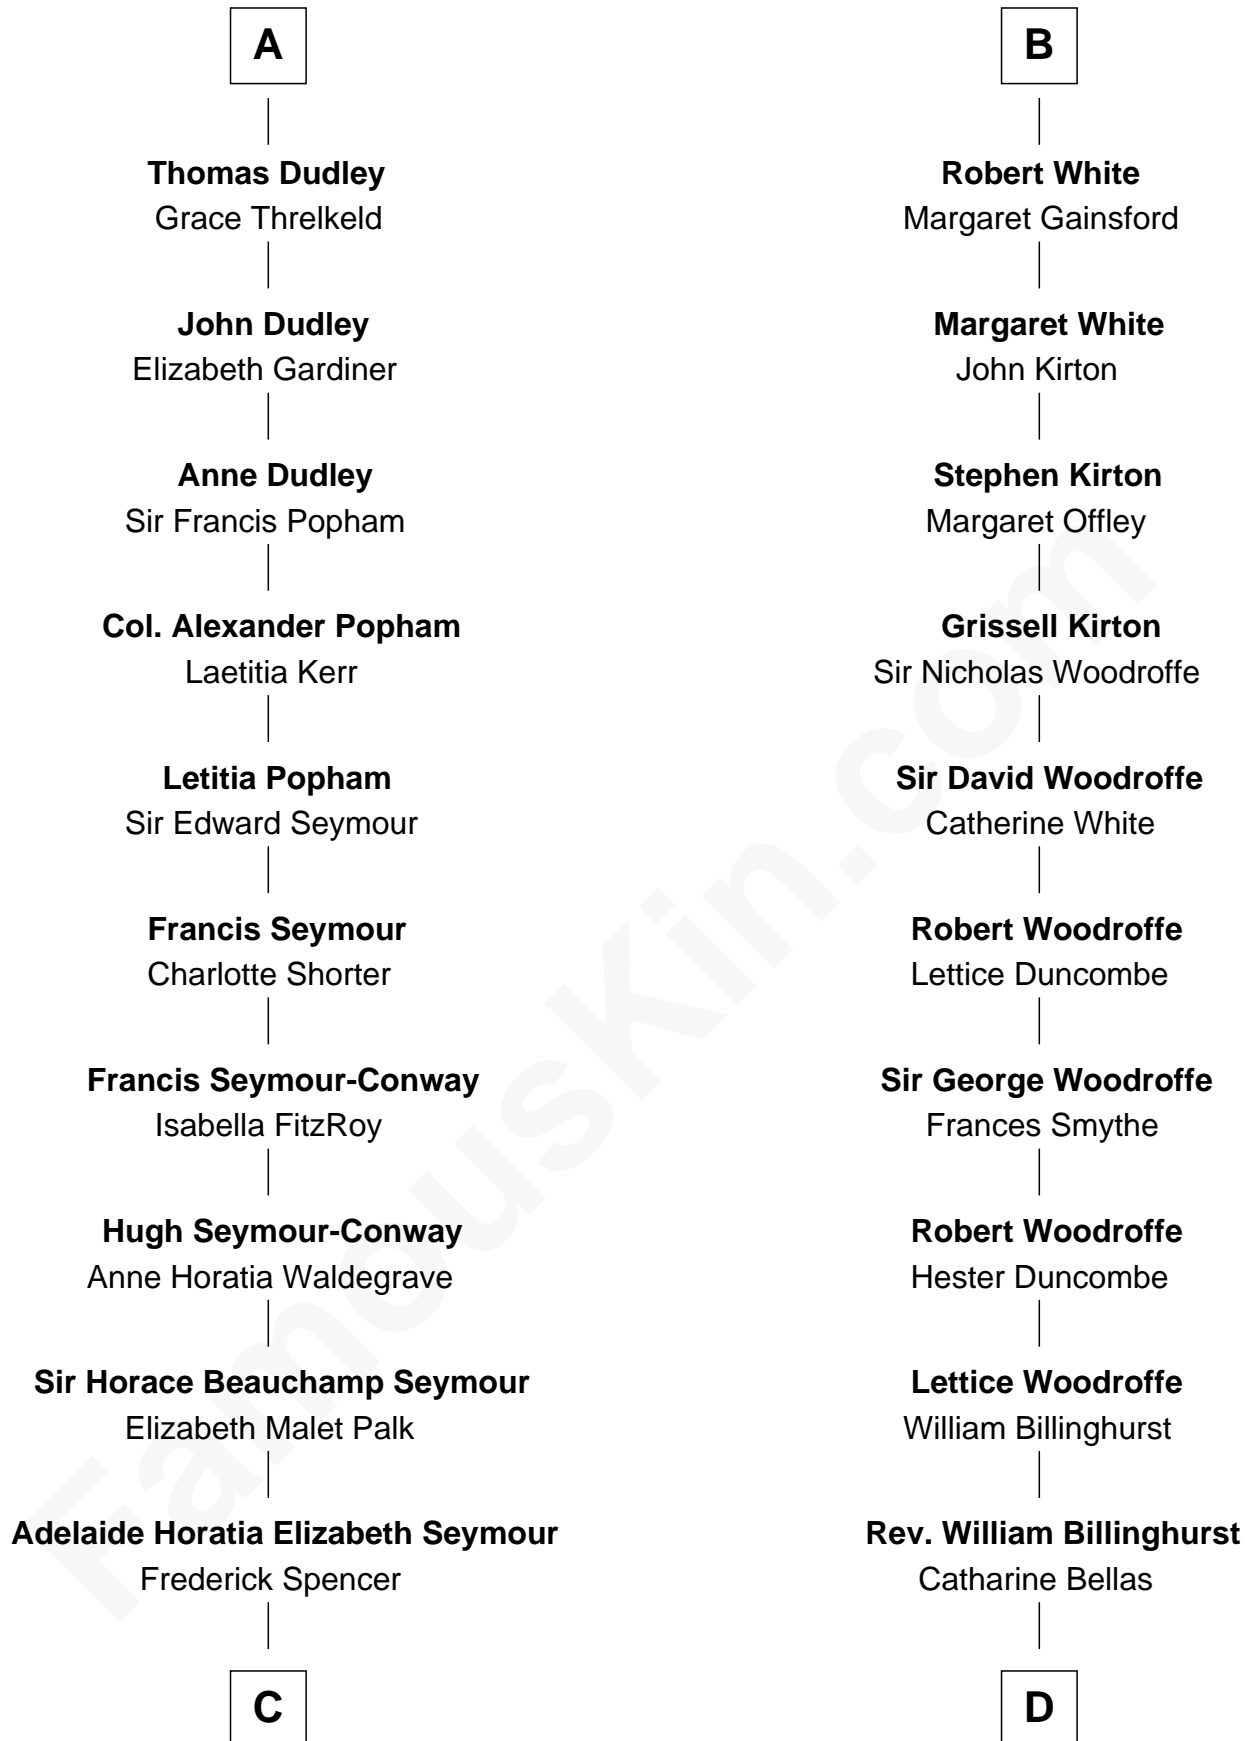 A
Thomas Dudley
Grace Threlkeld
John Dudley
Elizabeth Gardiner
Anne Dudley
Sir Francis Popham
Col. Alexander Popham
Laetitia Kerr
Letitia Popham
Sir Edward Seymour
Francis Seymour
Charlotte Shorter
Francis Seymour-Conway
Isabella FitzRoy
Hugh Seymour-Conway
Anne Horatia Waldegrave
Sir Horace Beauchamp Seymour
Elizabeth Malet Palk
Adelaide Horatia Elizabeth Seymour
Frederick Spencer
C
B
Robert White
Margaret Gainsford
Margaret White
John Kirton
Stephen Kirton
Margaret Offley
Grissell Kirton
Sir Nicholas Woodroffe
Sir David Woodroffe
Catherine White
Robert Woodroffe
Lettice Duncombe
Sir George Woodroffe
Frances Smythe
Robert Woodroffe
Hester Duncombe
Lettice Woodroffe
William Billinghurst
Rev. William Billinghurst
Catharine Bellas
D
FamousKin.com